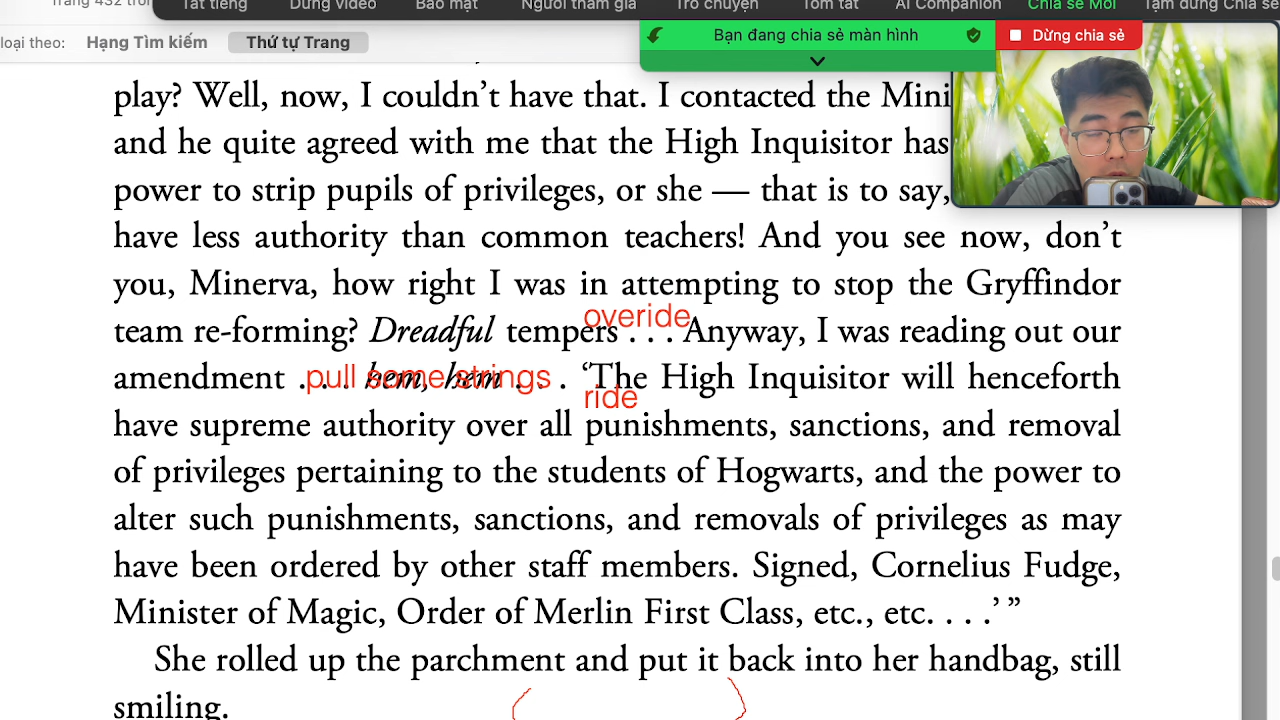 Trang 432 tron
Tắt tiếng Dừng video Bảo mật Người tham gia Trò chuyện Tóm tắt AI Companion Chia sẻ Mới Tạm dừng Chia sẻ
loại theo: Hạng Tìm kiếm Thứ tự Trang
Bạn đang chia sẻ màn hình Dừng chia sẻ
play? Well, now, I couldn't have that. I contacted the Mini
and he quite agreed with me that the High Inquisitor has
power to strip pupils of privileges, or she — that is to say,
have less authority than common teachers! And you see now, don't
you, Minerva, how right I was in attempting to stop the Gryffindor
overide
team re-forming? Dreadful tempers . . . Anyway, I was reading out our
amendment . . . hem, hem . . . 'The High Inquisitor will henceforth
pull some strings
ride
have supreme authority over all punishments, sanctions, and removal
of privileges pertaining to the students of Hogwarts, and the power to
alter such punishments, sanctions, and removals of privileges as may
have been ordered by other staff members. Signed, Cornelius Fudge,
Minister of Magic, Order of Merlin First Class, etc., etc. . . .' "
She rolled up the parchment and put it back into her handbag, still
smiling.